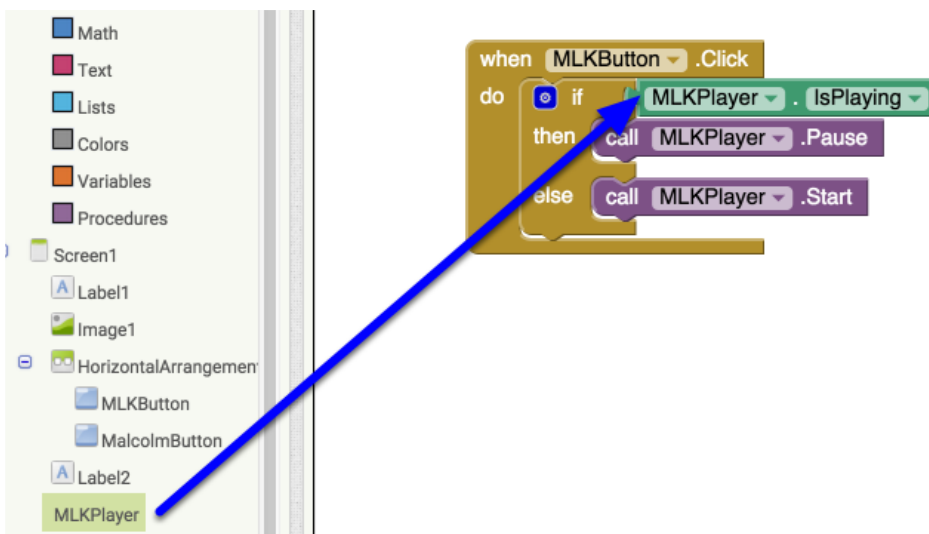 Math
Text
Lists
Colors
Variables
Procedures
Screen1
Label1
Image1
HorizontalArrangemen
MLKButton
MalcolmButton
Label2
MLKPlayer
when MLKButton .Click
do if MLKPlayer . IsPlaying
then call MLKPlayer .Pause
else call MLKPlayer .Start